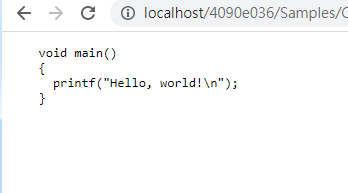 localhost/4090e036/Samples/
void main()
{
  printf("Hello, world!\n");
}